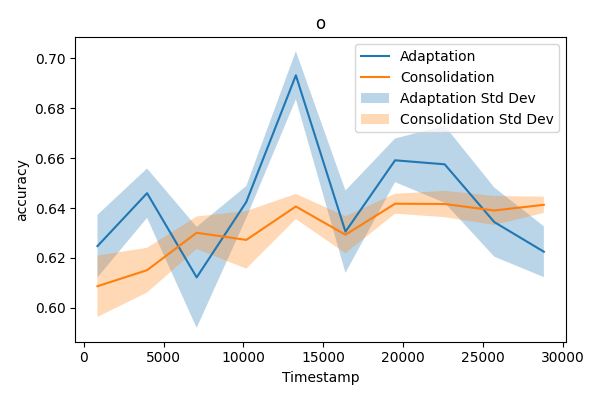 o
0.70
0.68
0.66
0.64
0.62
0.60
accuracy
Adaptation
Consolidation
Adaptation Std Dev
Consolidation Std Dev
0 5000 10000 15000 20000 25000 30000
Timestamp